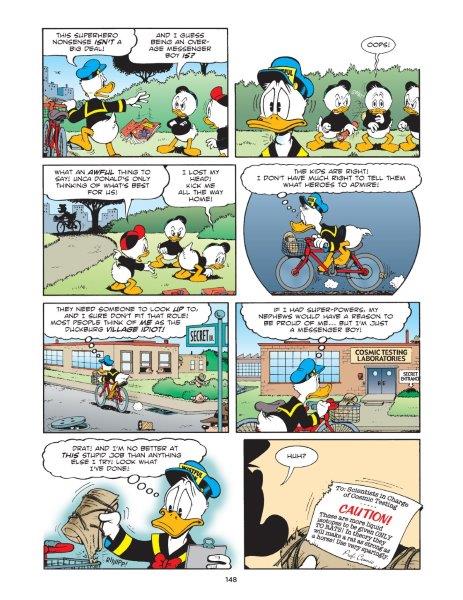 THIS SUPERHERO
NONSENSE ISN'T A
BIG DEAL!
AND I GUESS
BEING AN OVER-
AGE MESSENGER
BOY IS?
OOPS!
WHAT AN AWFUL THING TO
SAY! UNCA DONALD'S ONLY
THINKING OF WHAT'S BEST
FOR US!
I LOST MY
HEAD!
KICK ME
ALL THE WAY
HOME!
THE KIDS ARE RIGHT!
I DON'T HAVE MUCH RIGHT TO TELL THEM
WHAT HEROES TO ADMIRE!
THEY NEED SOMEONE TO LOOK UP TO,
AND I SURE DON'T FIT THAT ROLE!
MOST PEOPLE THINK OF ME AS THE
DUCKBURG VILLAGE IDIOT!
SECRET ST.
IF I HAD SUPER-POWERS, MY
NEPHEWS WOULD HAVE A REASON
TO BE PROUD OF ME... BUT I'M JUST
A MESSENGER BOY!
COSMIC TESTING
LABORATORIES
SECRET
ENTRANCE
DRAT! AND I'M NO BETTER AT
THIS STUPID JOB THAN ANYTHING
ELSE I TRY! LOOK WHAT
I'VE DONE!
RIIIPP!
HUH?
To: Scientists in Charge
of Cosmic Testing
CAUTION!
These are more liquid
isotopes to be given ONLY
TO RATS! In theory they
will make a rat as strong as
a horse! Use very sparingly.
148